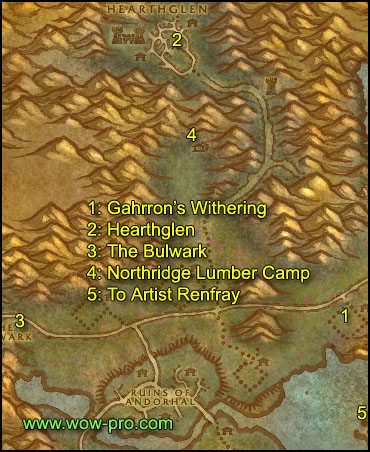 HEARTHGLEN
2
4
1: Gahrron's Withering
2: Hearthglen
3: The Bulwark
4: Northridge Lumber Camp
5: To Artist Renfray
3
1
THE
WARK
RUINS OF
ANDORHAL
5
www.wow-pro.com